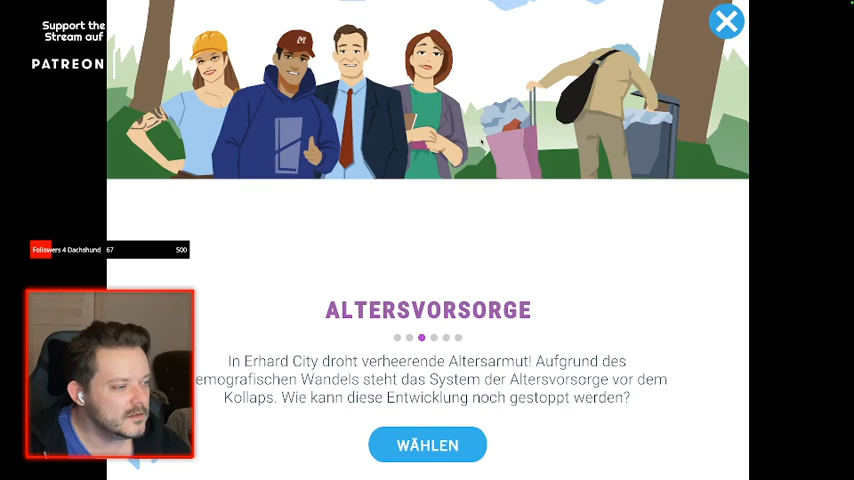 Support the
Stream auf
PATREON
Followers 4 Dachshund 67 500
ALTERSVORSORGE
In Erhard City droht verheerende Altersarmut! Aufgrund des
emografischen Wandels steht das System der Altersvorsorge vor dem
Kollaps. Wie kann diese Entwicklung noch gestoppt werden?
WÄHLEN